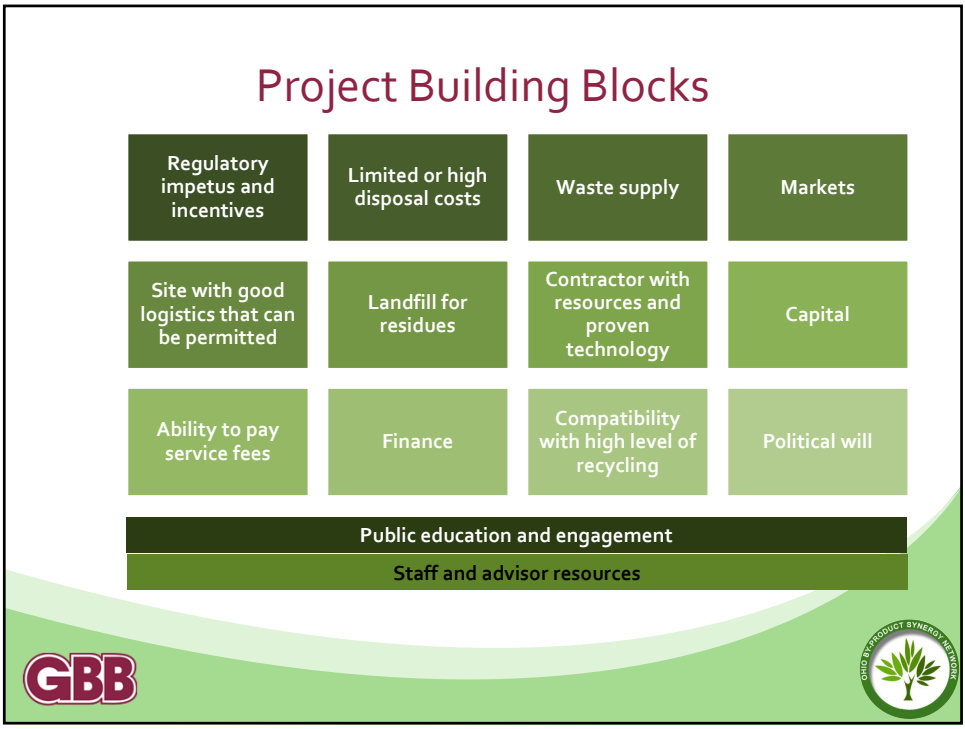 Project Building Blocks
Regulatory
impetus and
incentives
Limited or high
disposal costs
Waste supply
Markets
Site with good
logistics that can
be permitted
Landfill for
residues
Contractor with
resources and
proven
technology
Capital
Ability to pay
service fees
Finance
Compatibility
with high level of
recycling
Political will
Public education and engagement
Staff and advisor resources
GBB
OHIO BY-PRODUCT SYNERGY NETWORK